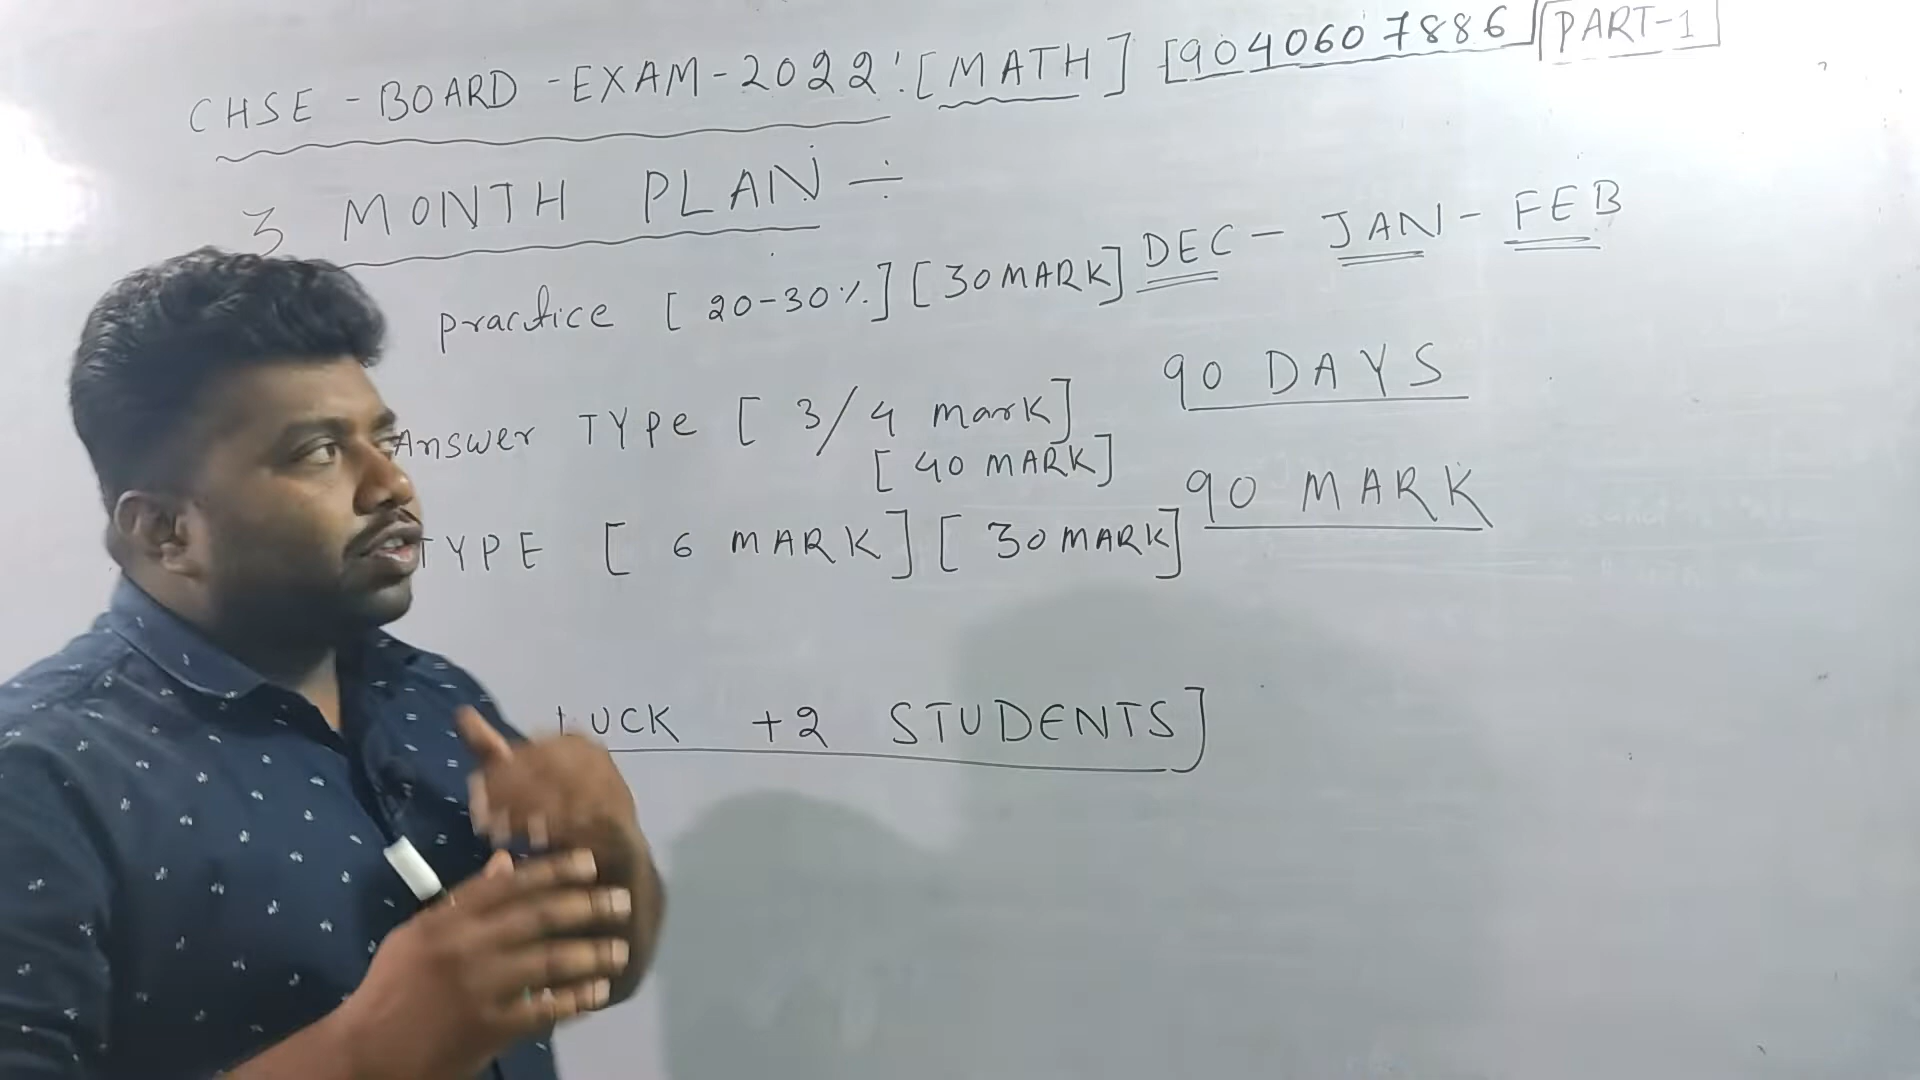 CHSE - BOARD - EXAM - 2022: [MATH] [9040607886] PART-1
3 MONTH PLAN ÷
DEC - JAN - FEB
practice [20-30%] [30 MARK]
90 DAYS
Answer TYPE [3/4 mark]
[40 MARK]
90 MARK
TYPE [6 MARK] [30 MARK]
LUCK +2 STUDENTS]